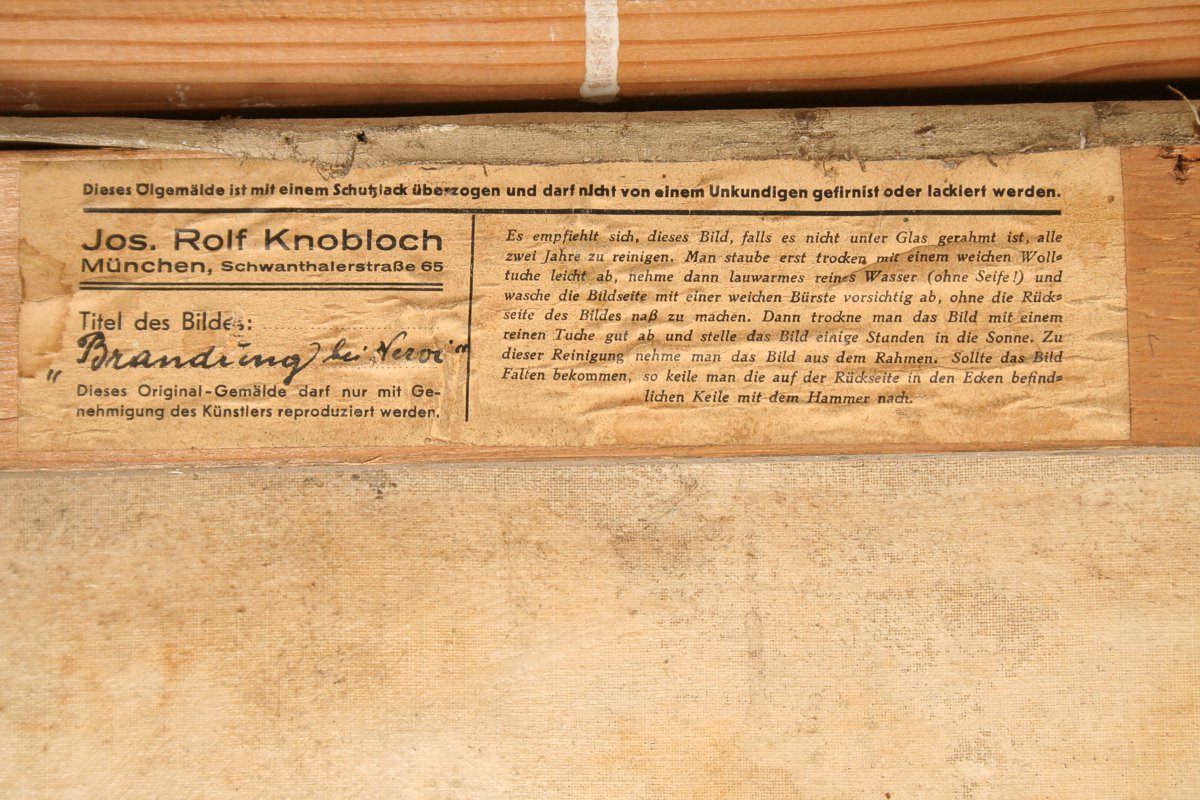 Dieses Ölgemälde ist mit einem Schutzlack überzogen und darf nicht von einem Unkundigen gefirnist oder lackiert werden.
Jos. Rolf Knobloch
München, Schwanthalerstraße 65
Titel des Bildes:
„Brandung bei Nervi“
Dieses Original-Gemälde darf nur mit Ge-
nehmigung des Künstlers reproduziert werden.
Es empfiehlt sich, dieses Bild, falls es nicht unter Glas gerahmt ist, alle
zwei Jahre zu reinigen. Man staube erst trocken mit einem weichen Woll-
tuche leicht ab, nehme dann lauwarmes reines Wasser (ohne Seife!) und
wasche die Bildseite mit einer weichen Bürste vorsichtig ab, ohne die Rück-
seite des Bildes naß zu machen. Dann trockne man das Bild mit einem
reinen Tuche gut ab und stelle das Bild einige Stunden in die Sonne. Zu
dieser Reinigung nehme man das Bild aus dem Rahmen. Sollte das Bild
Falten bekommen, so keile man die auf der Rückseite in den Ecken befind-
lichen Keile mit dem Hammer nach.